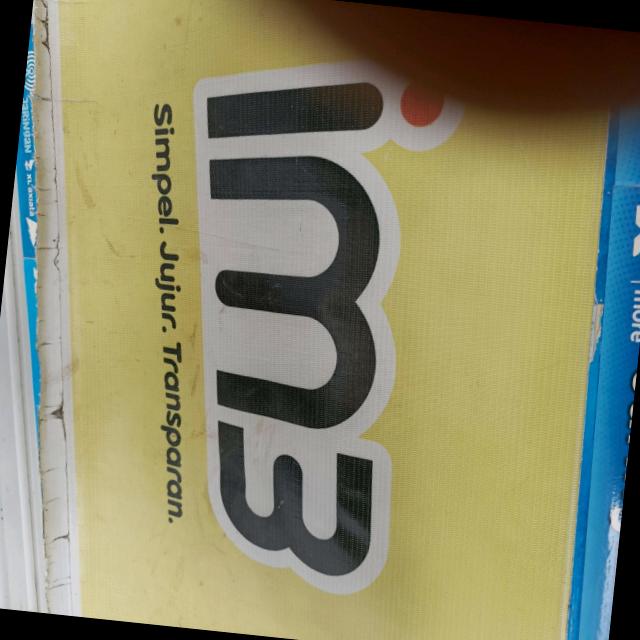 im3
Simpel. Jujur. Transparan.